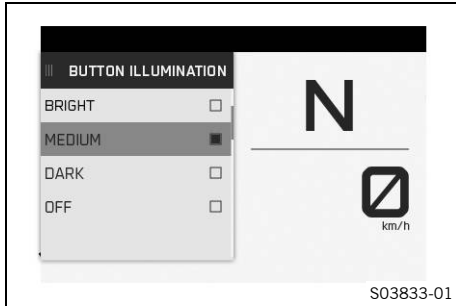 BUTTON ILLUMINATION
BRIGHT
MEDIUM
DARK
OFF
N
0
km/h
S03833-01